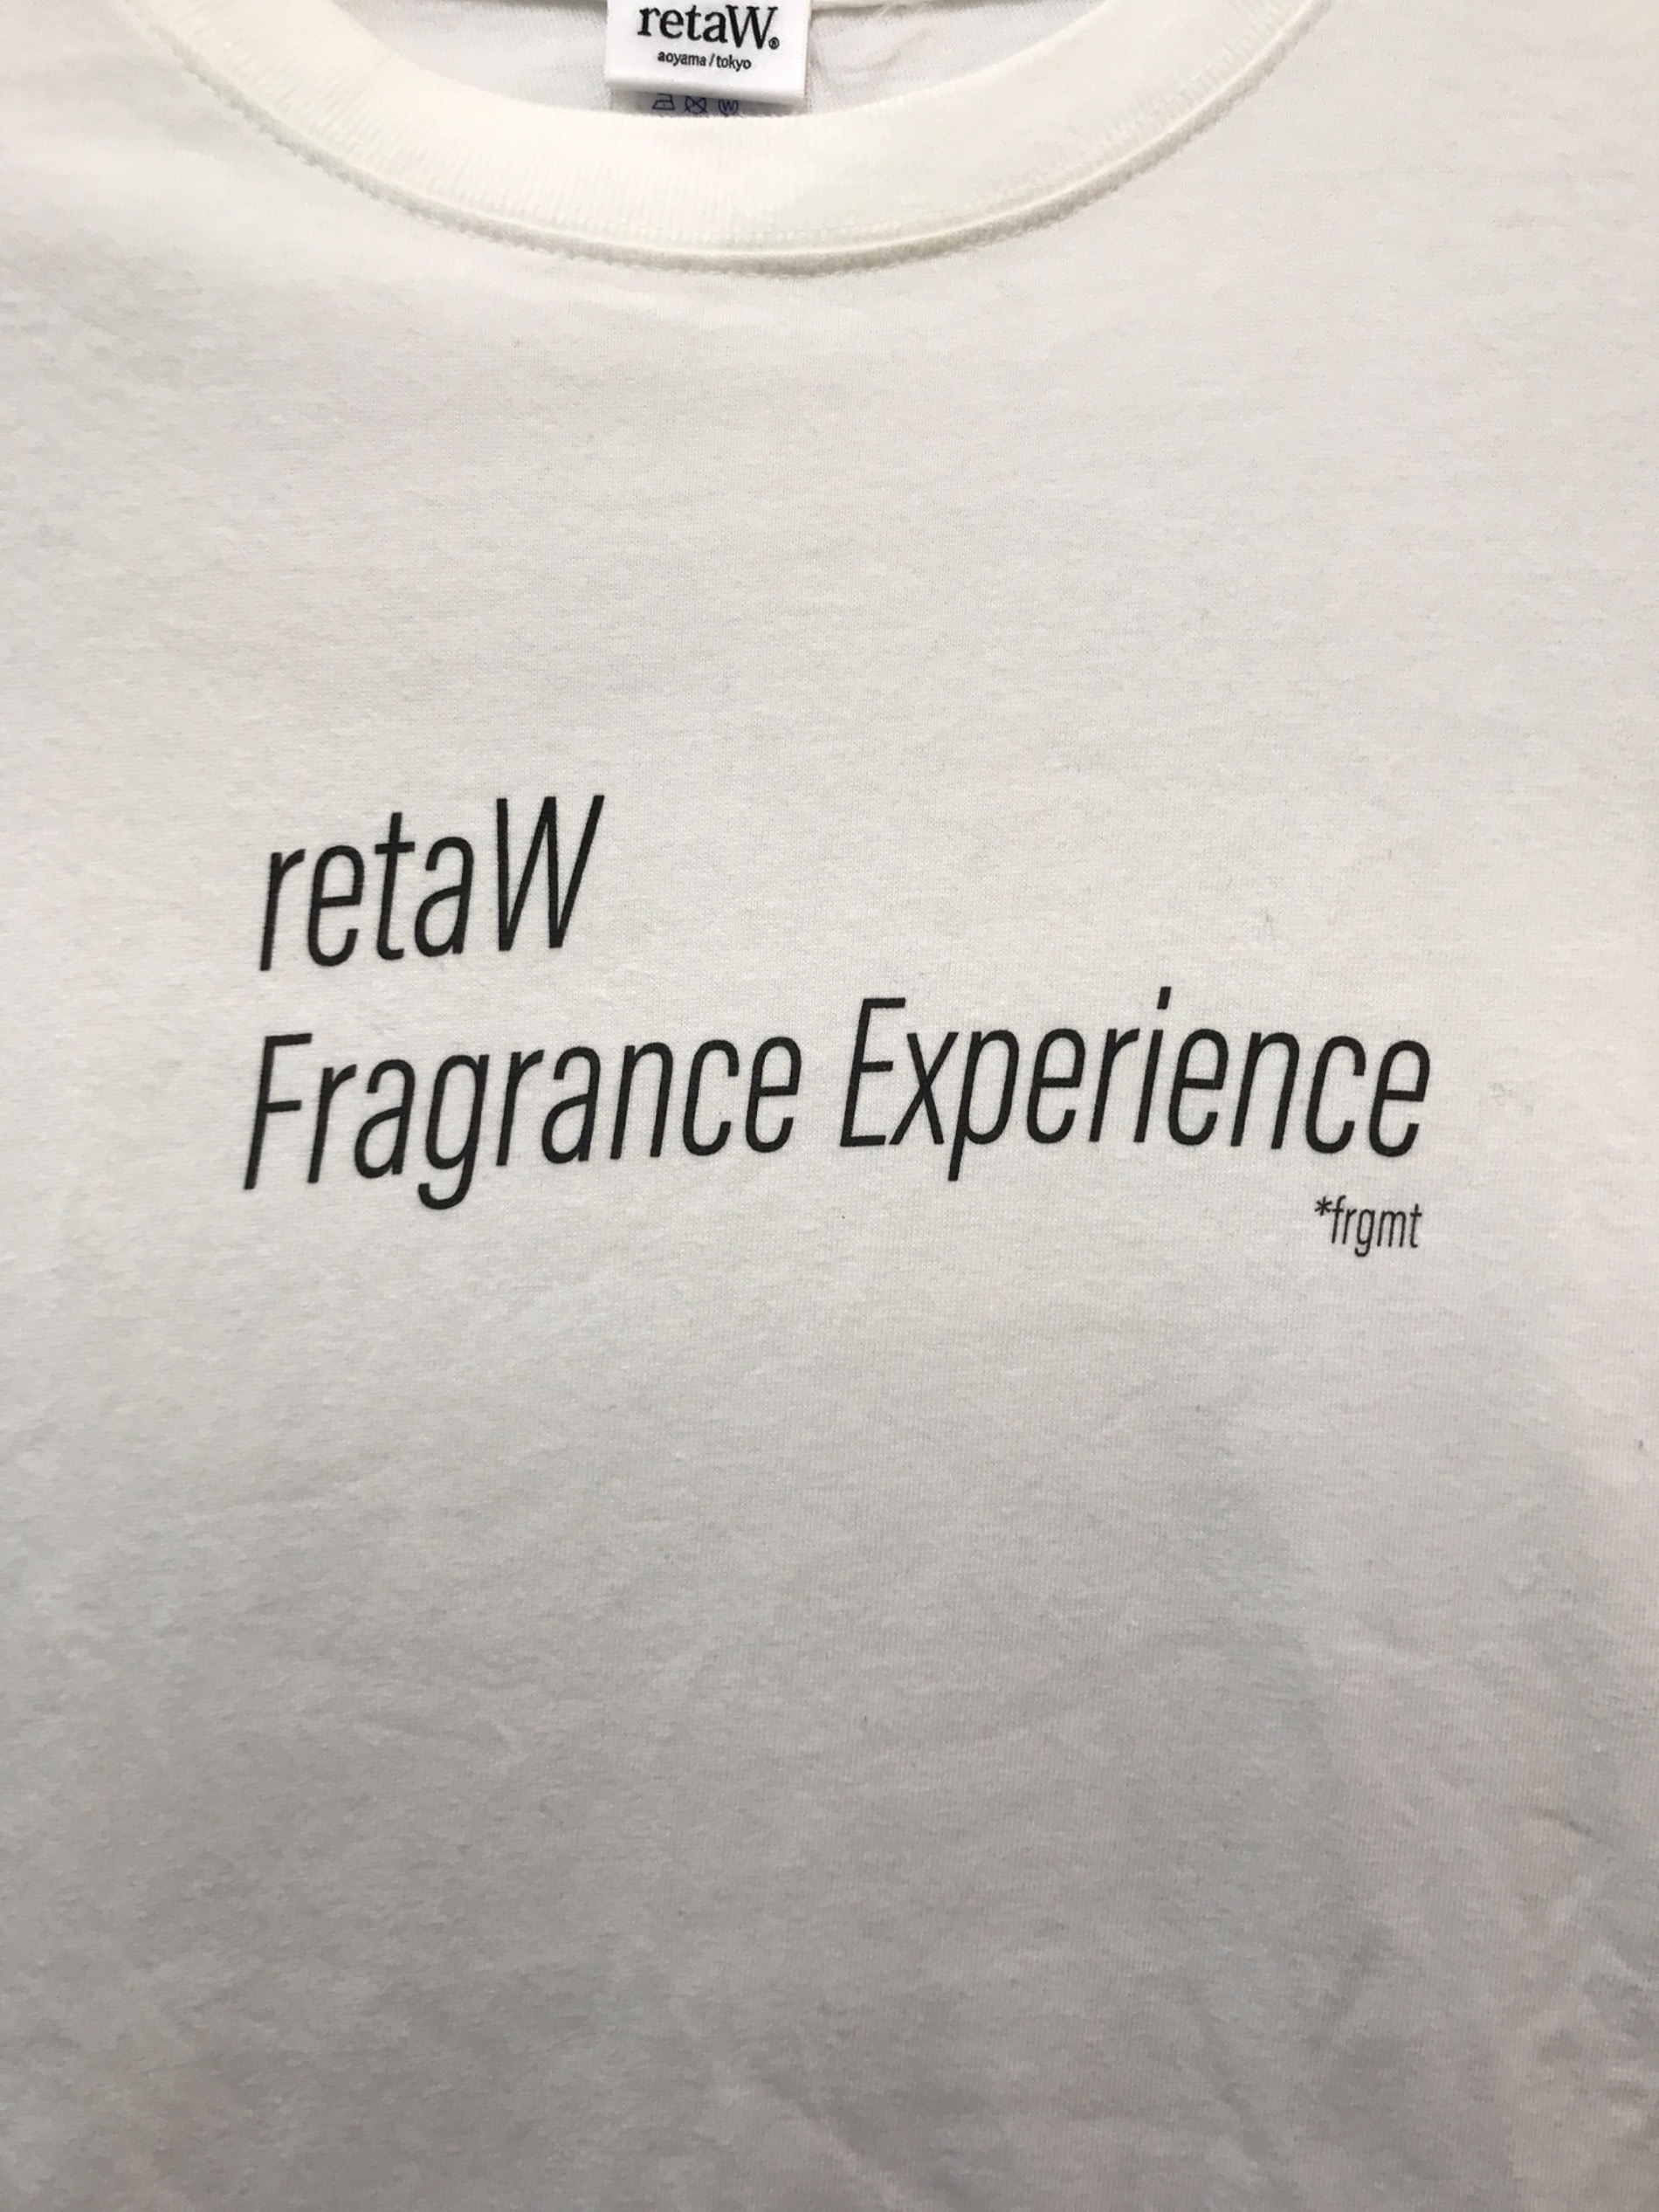 retaW.®
aoyama / tokyo
retaW
Fragrance Experience
*frgmt